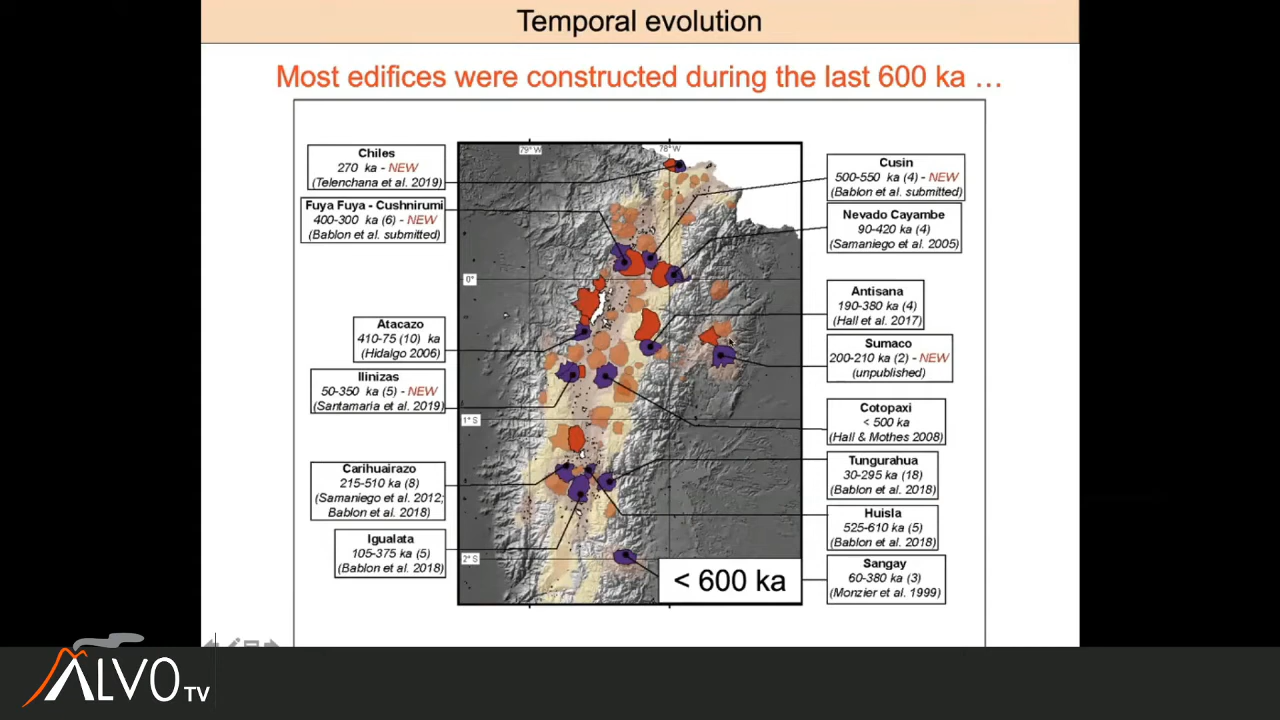 Temporal evolution
Most edifices were constructed during the last 600 ka …
79° W
78° W
Chiles
270 ka - NEW
(Telenchana et al. 2019)
Fuya Fuya - Cushnirumi
400-300 ka (6) - NEW
(Bablon et al. submitted)
Atacazo
410-75 (10) ka
(Hidalgo 2006)
Ilinizas
50-350 ka (5) - NEW
(Santamaria et al. 2019)
Carihuairazo
215-510 ka (8)
(Samaniego et al. 2012;
Bablon et al. 2018)
Igualata
105-375 ka (5)
(Bablon et al. 2018)
0°
1° S
2° S
< 600 ka
Cusin
500-550 ka (4) - NEW
(Bablon et al. submitted)
Nevado Cayambe
90-420 ka (4)
(Samaniego et al. 2005)
Antisana
190-380 ka (4)
(Hall et al. 2017)
Sumaco
200-210 ka (2) - NEW
(unpublished)
Cotopaxi
< 500 ka
(Hall & Mothes 2008)
Tungurahua
30-295 ka (18)
(Bablon et al. 2018)
Huisla
525-610 ka (5)
(Bablon et al. 2018)
Sangay
60-380 ka (3)
(Monzier et al. 1999)
ALVO TV